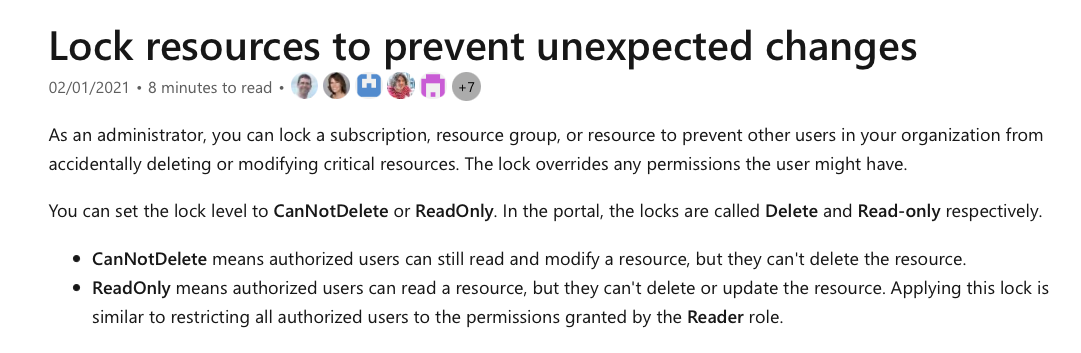 Lock resources to prevent unexpected changes
02/01/2021 • 8 minutes to read • +7
As an administrator, you can lock a subscription, resource group, or resource to prevent other users in your organization from
accidentally deleting or modifying critical resources. The lock overrides any permissions the user might have.
You can set the lock level to CanNotDelete or ReadOnly. In the portal, the locks are called Delete and Read-only respectively.
• CanNotDelete means authorized users can still read and modify a resource, but they can't delete the resource.
• ReadOnly means authorized users can read a resource, but they can't delete or update the resource. Applying this lock is
similar to restricting all authorized users to the permissions granted by the Reader role.